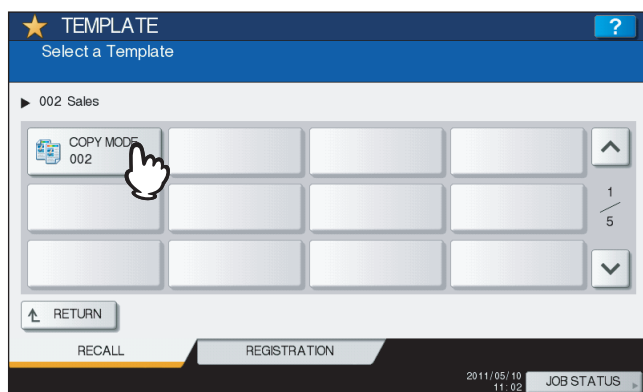 TEMPLATE
?
Select a Template
002 Sales
COPY MODE
002
1
5
RETURN
RECALL
REGISTRATION
2011/05/10
11:02
JOB STATUS